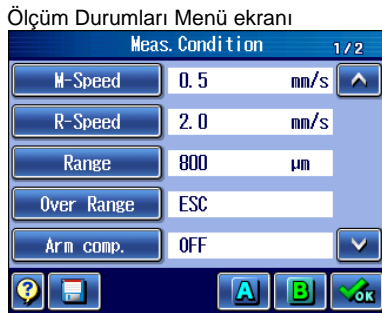 Ölçüm Durumları Menü ekranı
Meas. Condition 1/2
M-Speed 0.5 mm/s
R-Speed 2.0 mm/s
Range 800 µm
Over Range ESC
Arm comp. OFF
? A B OK